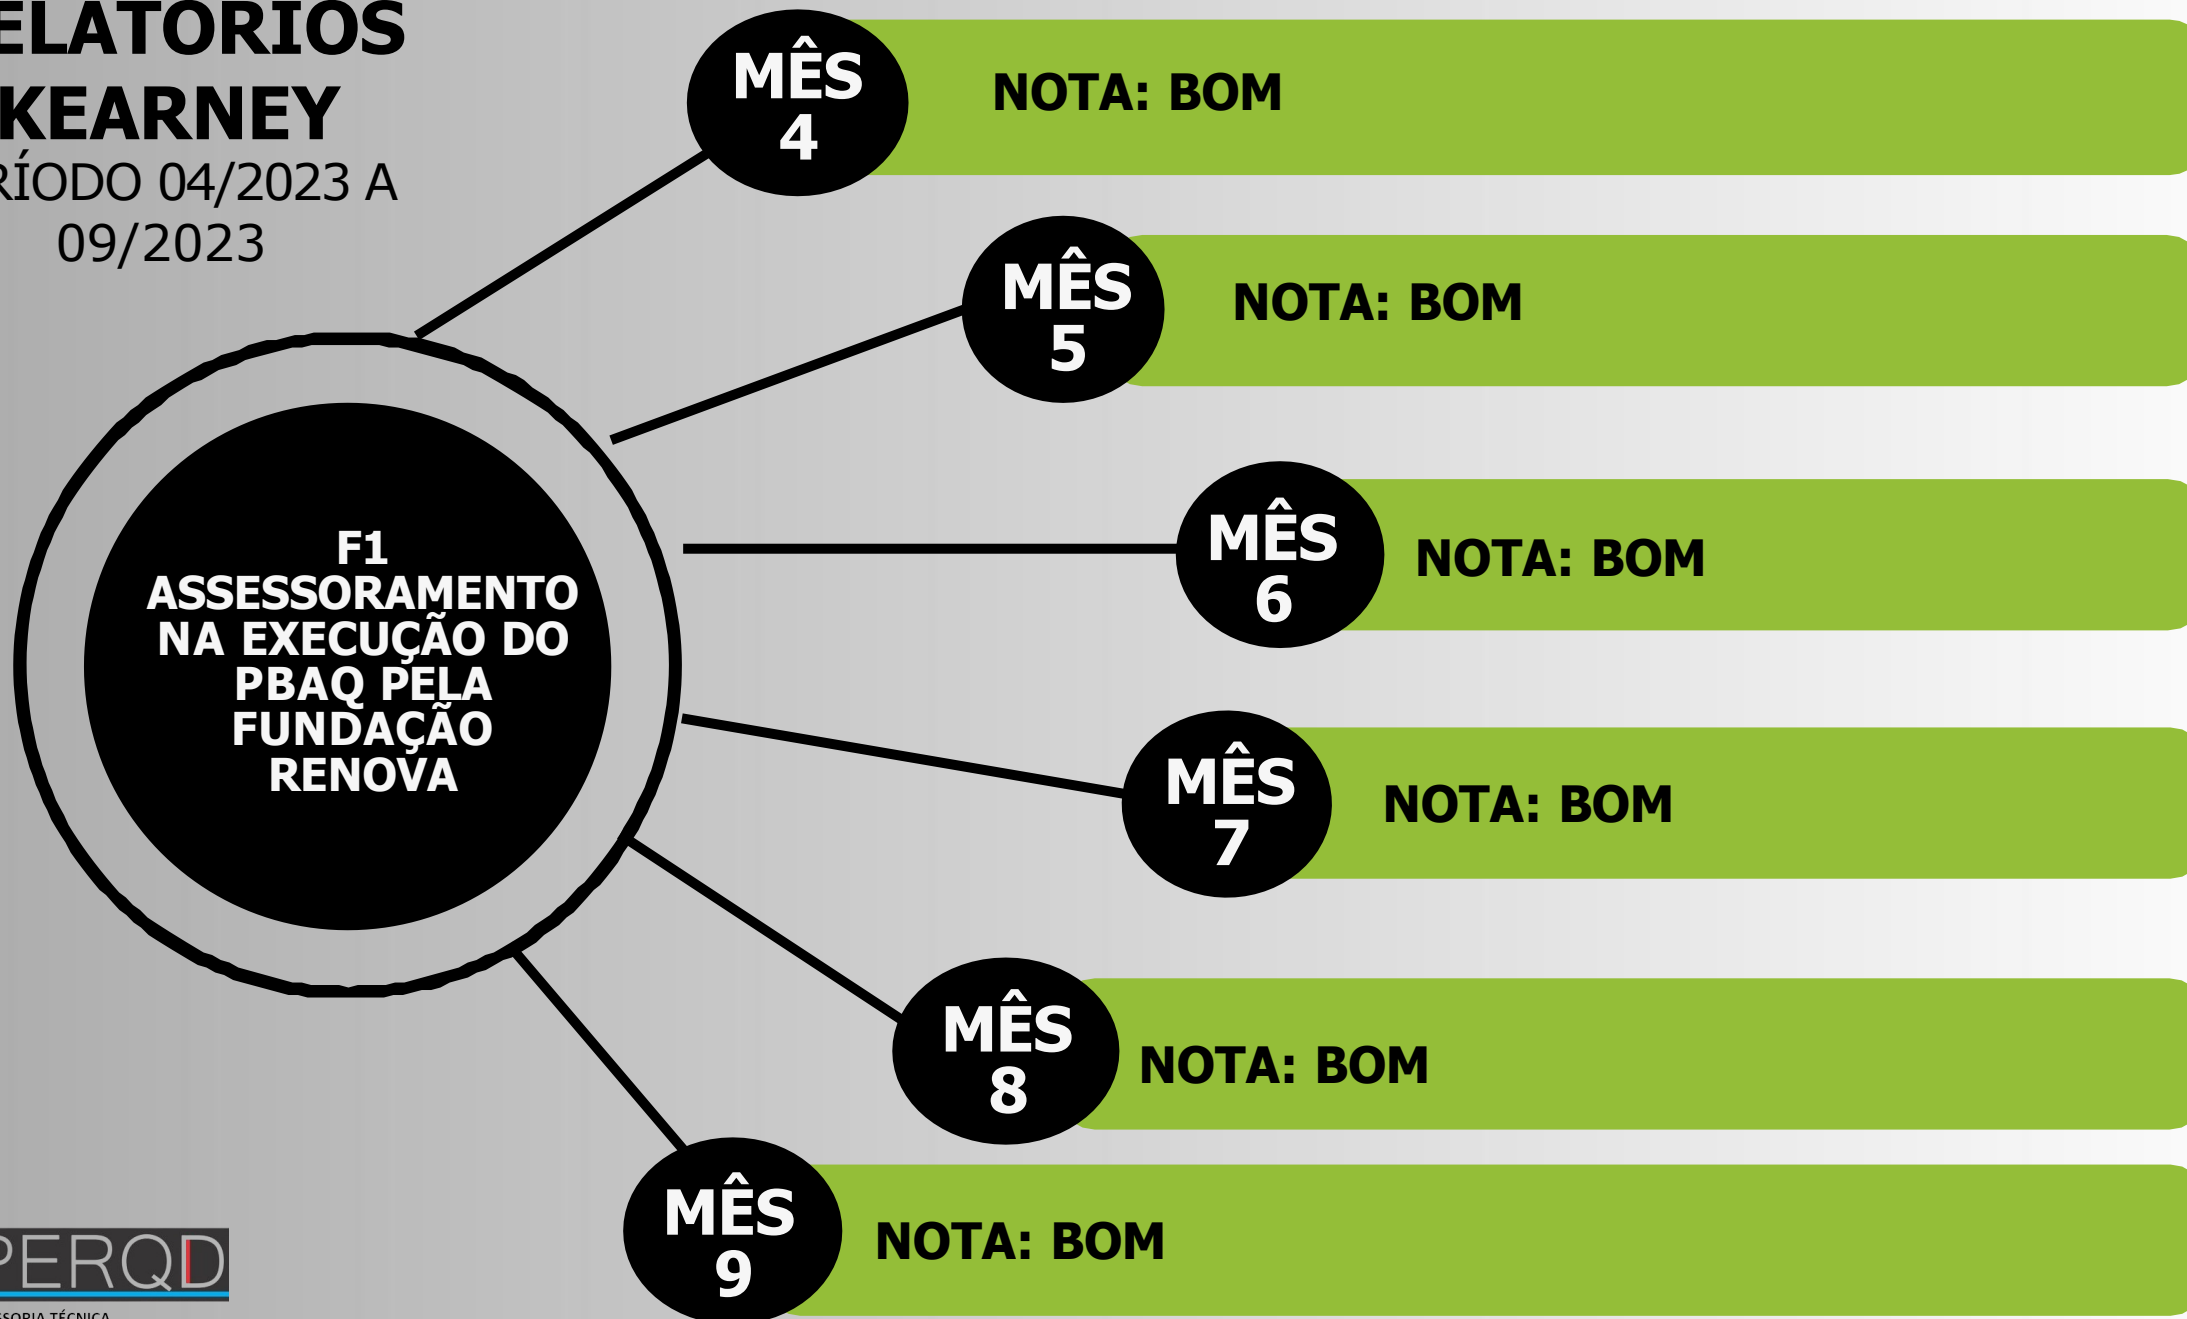 ELATÓRIOS
KEARNEY
RÍODO 04/2023 A
09/2023
MÊS
4
NOTA: BOM
MÊS
5
NOTA: BOM
MÊS
6
NOTA: BOM
F1
ASSESSORAMENTO
NA EXECUÇÃO DO
PBAQ PELA
FUNDAÇÃO
RENOVA
MÊS
7
NOTA: BOM
MÊS
8
NOTA: BOM
MÊS
9
NOTA: BOM
PERQD
SSORIA TÉCNICA